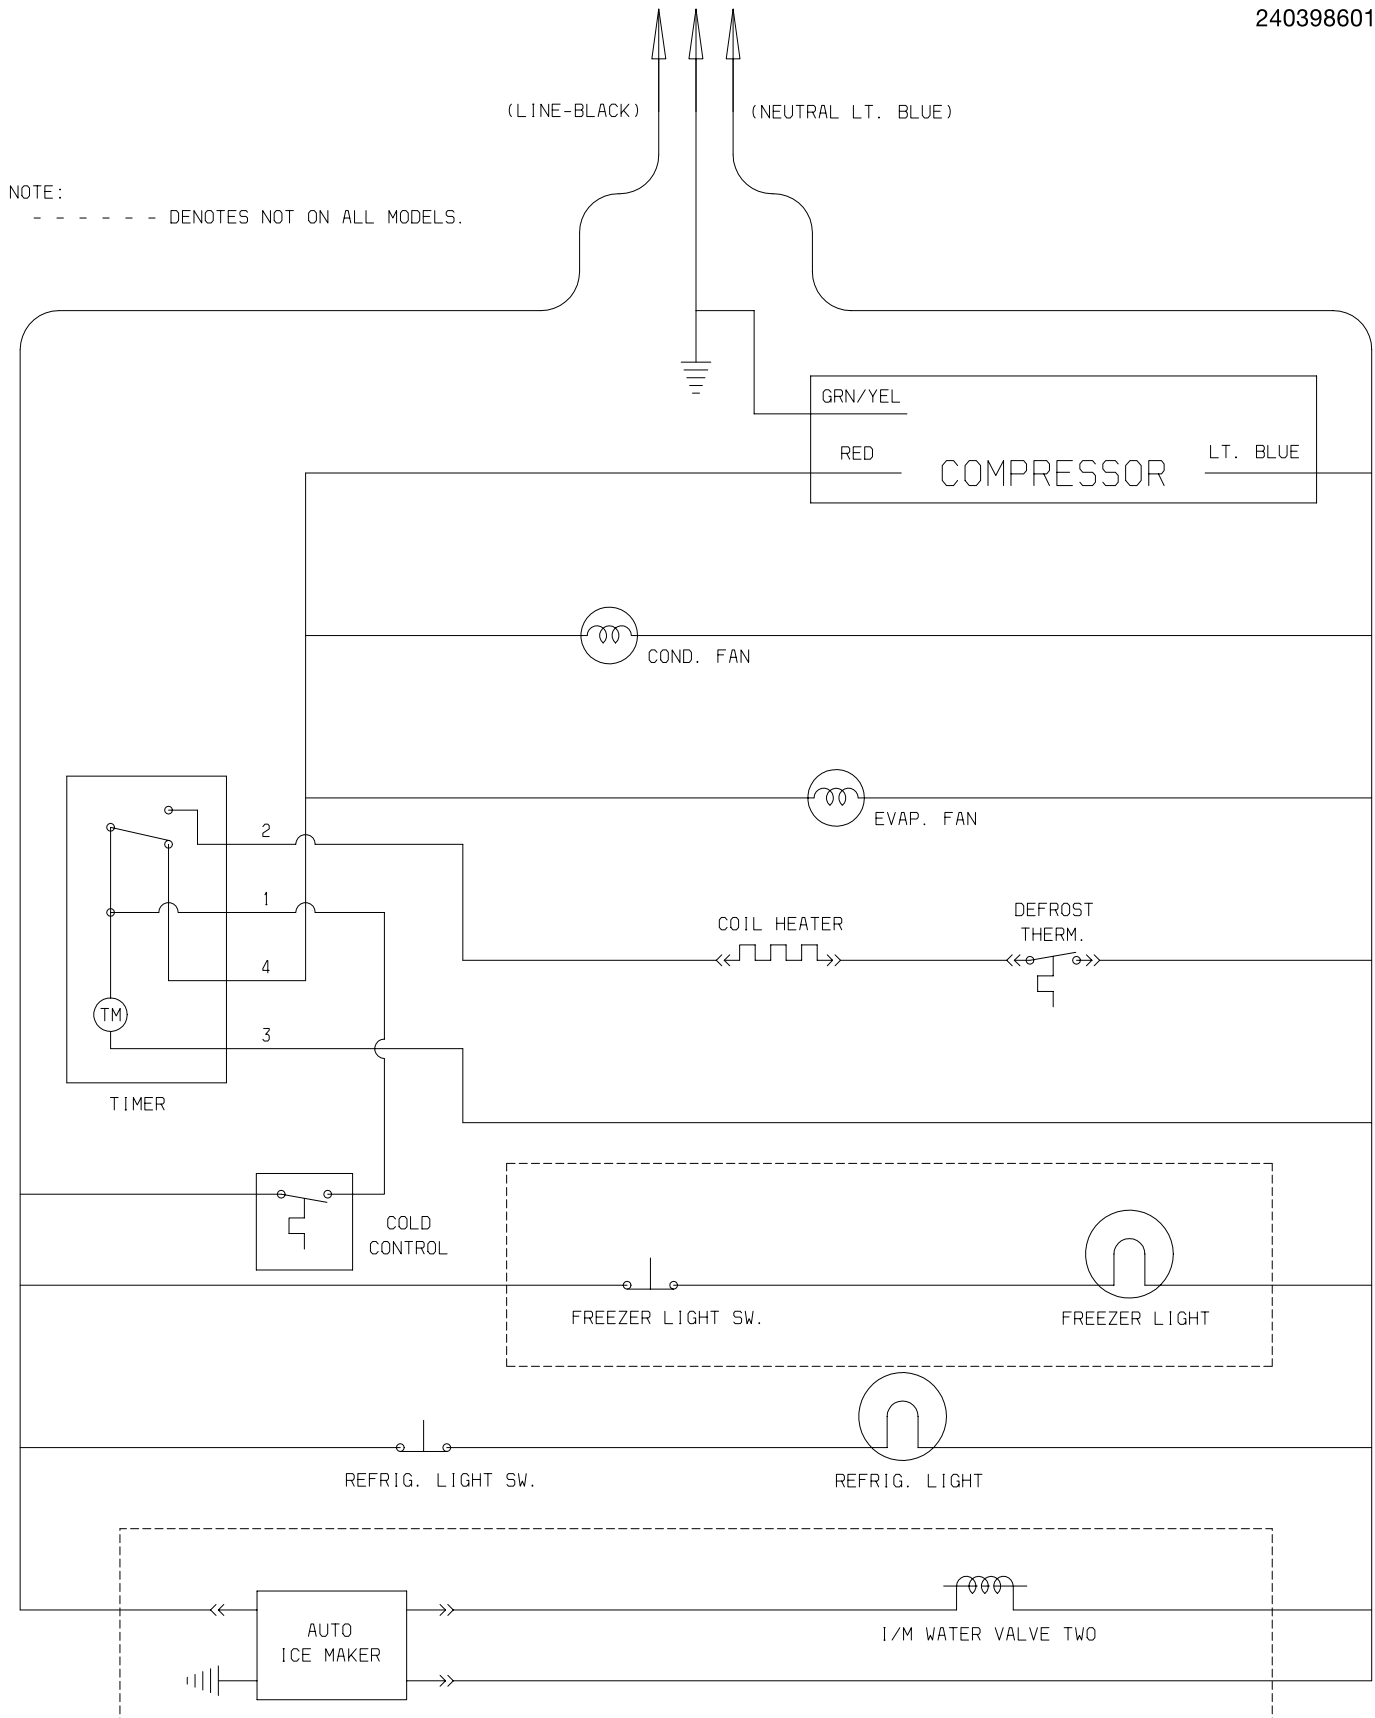 240398601
(LINE-BLACK)
(NEUTRAL LT. BLUE)
NOTE:
- - - - - - DENOTES NOT ON ALL MODELS.
GRN/YEL
RED
COMPRESSOR
LT. BLUE
COND. FAN
EVAP. FAN
2
1
4
TM
3
TIMER
COIL HEATER
DEFROST
THERM.
COLD
CONTROL
FREEZER LIGHT SW.
FREEZER LIGHT
REFRIG. LIGHT SW.
REFRIG. LIGHT
AUTO
ICE MAKER
I/M WATER VALVE TWO